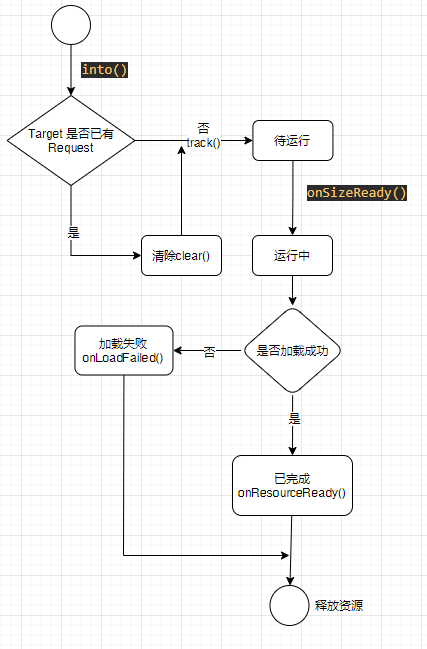 into()
Target 是否已有
Request
否
track()
待运行
是
清除clear()
onSizeReady()
运行中
是否加载成功
否
加载失败
onLoadFailed()
是
已完成
onResourceReady()
释放资源